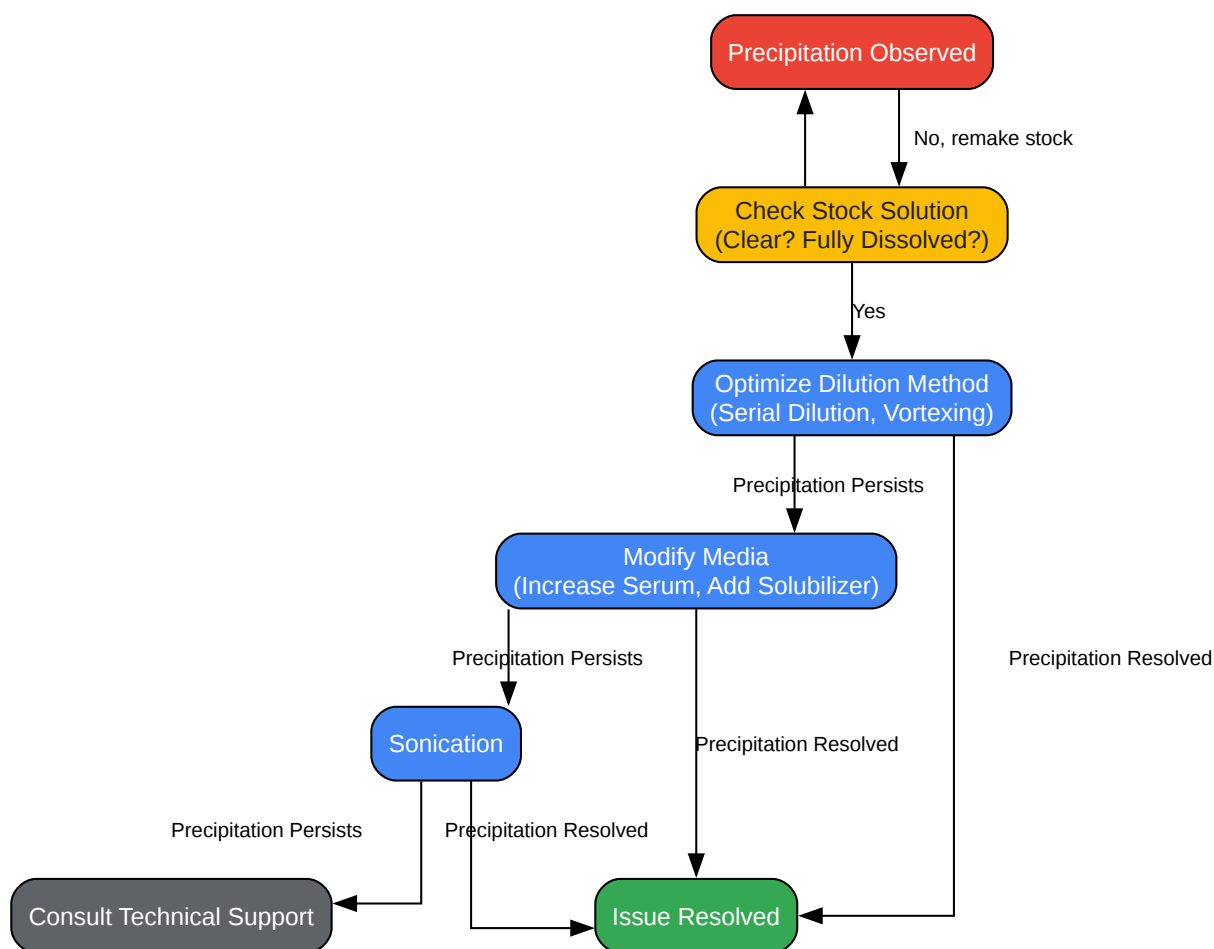 Precipitation Observed
No, remake stock
Check Stock Solution
(Clear? Fully Dissolved?)
Yes
Optimize Dilution Method
(Serial Dilution, Vortexing)
Precipitation Persists
Modify Media
(Increase Serum, Add Solubilizer)
Precipitation Persists
Precipitation Resolved
Sonication
Precipitation Resolved
Precipitation Persists
Precipitation Resolved
Consult Technical Support
Issue Resolved